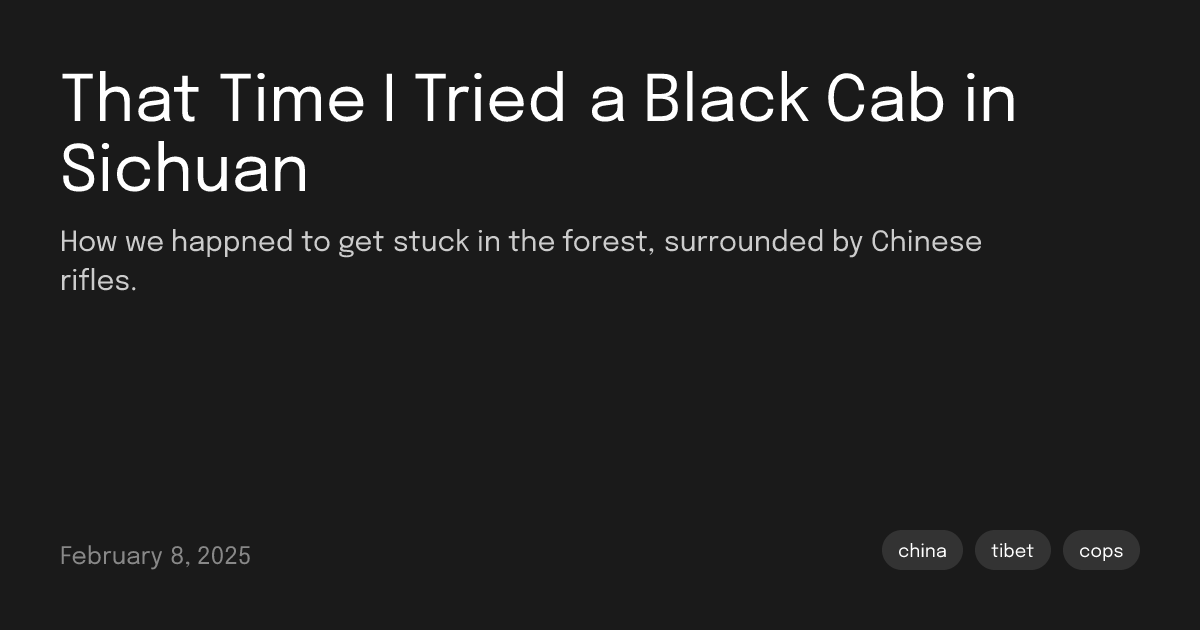 That Time I Tried a Black Cab in
Sichuan
How we happned to get stuck in the forest, surrounded by Chinese
rifles.
February 8, 2025
china
tibet
cops